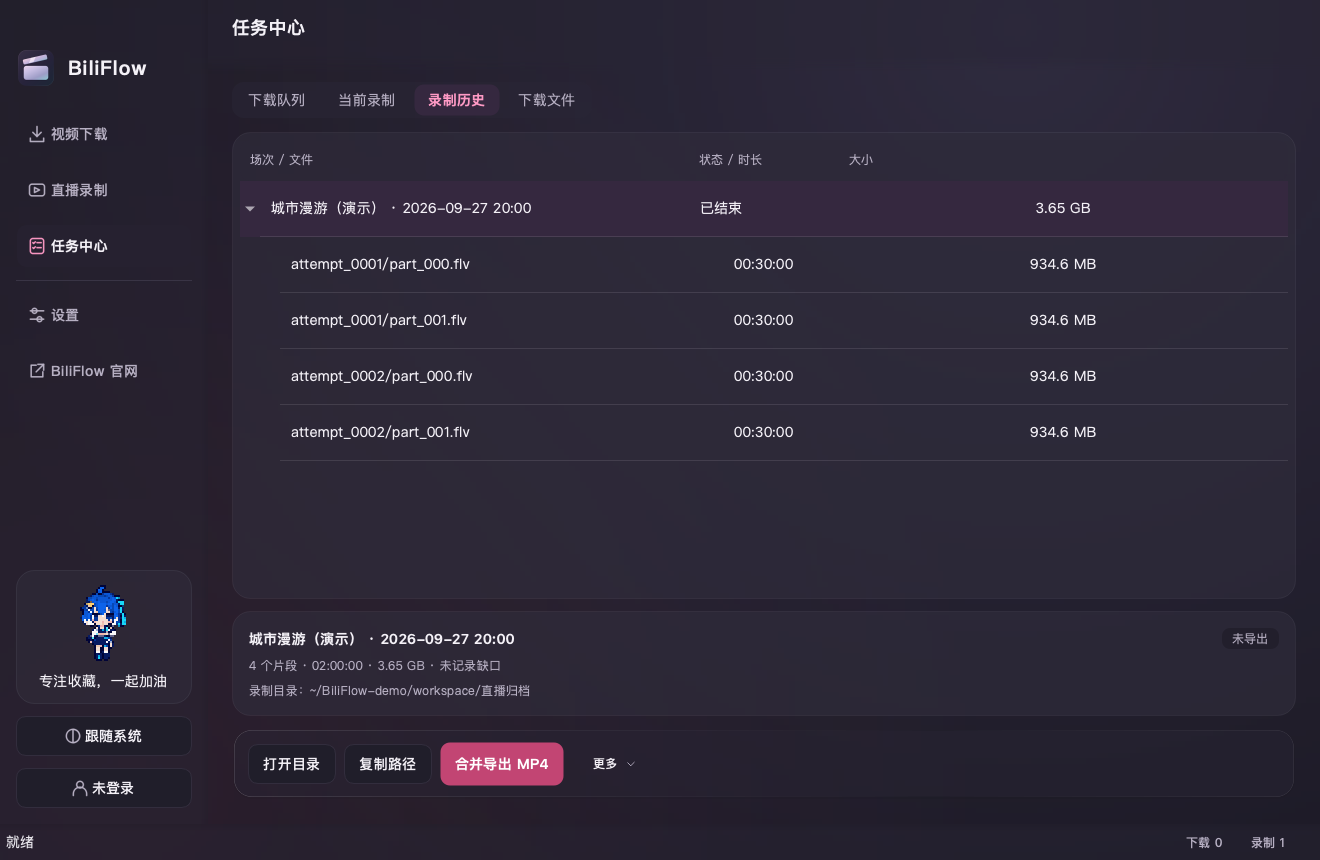 任务中心
BiliFlow
下载队列 当前录制 录制历史 下载文件
视频下载
直播录制
任务中心
设置
BiliFlow 官网
场次 / 文件 状态 / 时长 大小
城市漫游（演示） · 2026-09-27 20:00 已结束 3.65 GB
attempt_0001/part_000.flv 00:30:00 934.6 MB
attempt_0001/part_001.flv 00:30:00 934.6 MB
attempt_0002/part_000.flv 00:30:00 934.6 MB
attempt_0002/part_001.flv 00:30:00 934.6 MB
城市漫游（演示） · 2026-09-27 20:00 未导出
4 个片段 · 02:00:00 · 3.65 GB · 未记录缺口
录制目录：~/BiliFlow-demo/workspace/直播归档
打开目录 复制路径 合并导出 MP4 更多
专注收藏，一起加油
跟随系统
未登录
就绪 下载 0 录制 1